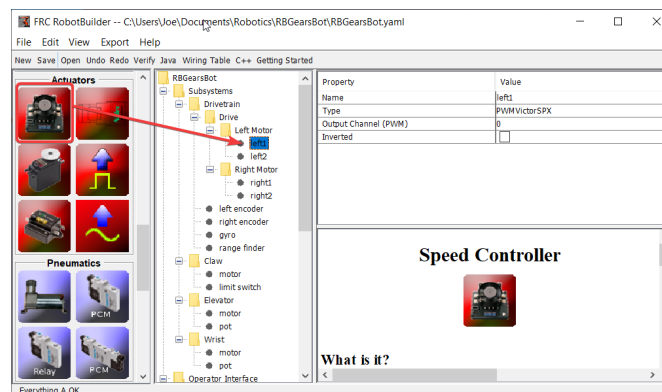 FRC RobotBuilder -- C:\Users\Joe\Documents\Robotics\RBGearsBot\RBGearsBot.yaml
File Edit View Export Help
New Save Open Undo Redo Verify Java Wiring Table C++ Getting Started
Actuators
Pneumatics
PCM
Relay
PCM
RBGearsBot
Subsystems
Drivetrain
Drive
Left Motor
left1
left2
Right Motor
right1
right2
left encoder
right encoder
gyro
range finder
Claw
motor
limit switch
Elevator
motor
pot
Wrist
motor
pot
Operator Interface
Property Value
Name left1
Type PWMVictorSPX
Output Channel (PWM) 0
Inverted
Speed Controller
What is it?
Everything A OK